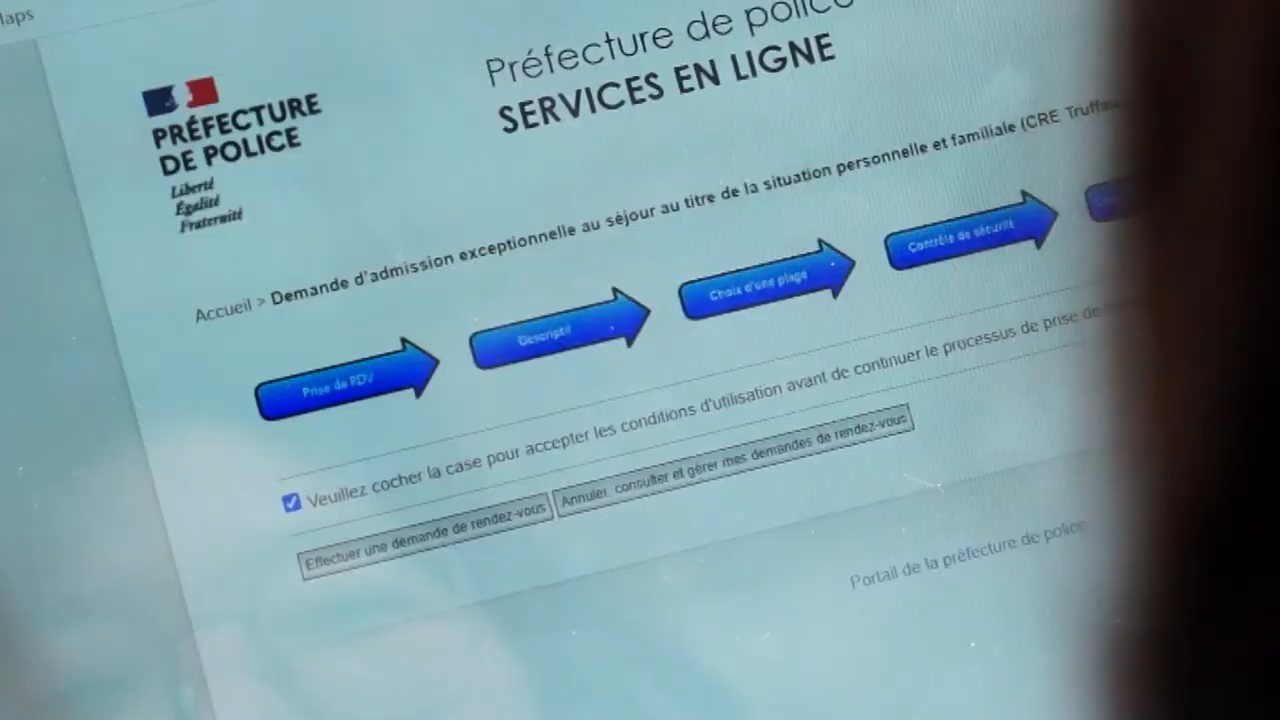 Préfecture de police
SERVICES EN LIGNE
PRÉFECTURE
DE POLICE
Liberté
Égalité
Fraternité
Accueil > Demande d'admission exceptionnelle au séjour au titre de la situation personnelle et familiale (CRE
Prise de RDV
Descriptif
Choix d'une plage
Contrôle de sécurité
Veuillez cocher la case pour accepter les conditions d'utilisation avant de continuer le processus de prise de
Effectuer une demande de rendez-vous
Annuler, consulter et gérer mes demandes de rendez-vous
Portail de la préfecture de police